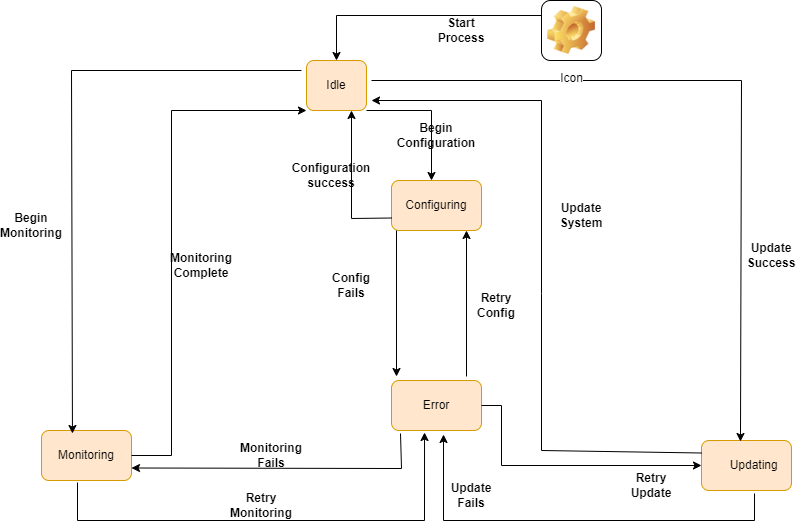 Start
Process
Icon
Idle
Begin
Configuration
Configuration
success
Configuring
Begin
Monitoring
Update
System
Monitoring
Complete
Update
Success
Config
Fails
Retry
Config
Error
Monitoring
Monitoring
Fails
Updating
Retry
Update
Update
Fails
Retry
Monitoring